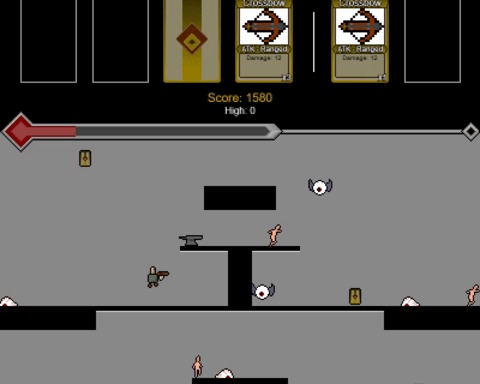 Crossbow
Crossbow
ATK - Ranged
ATK - Ranged
Damage: 12
Damage: 12
Score: 1580
High: 0